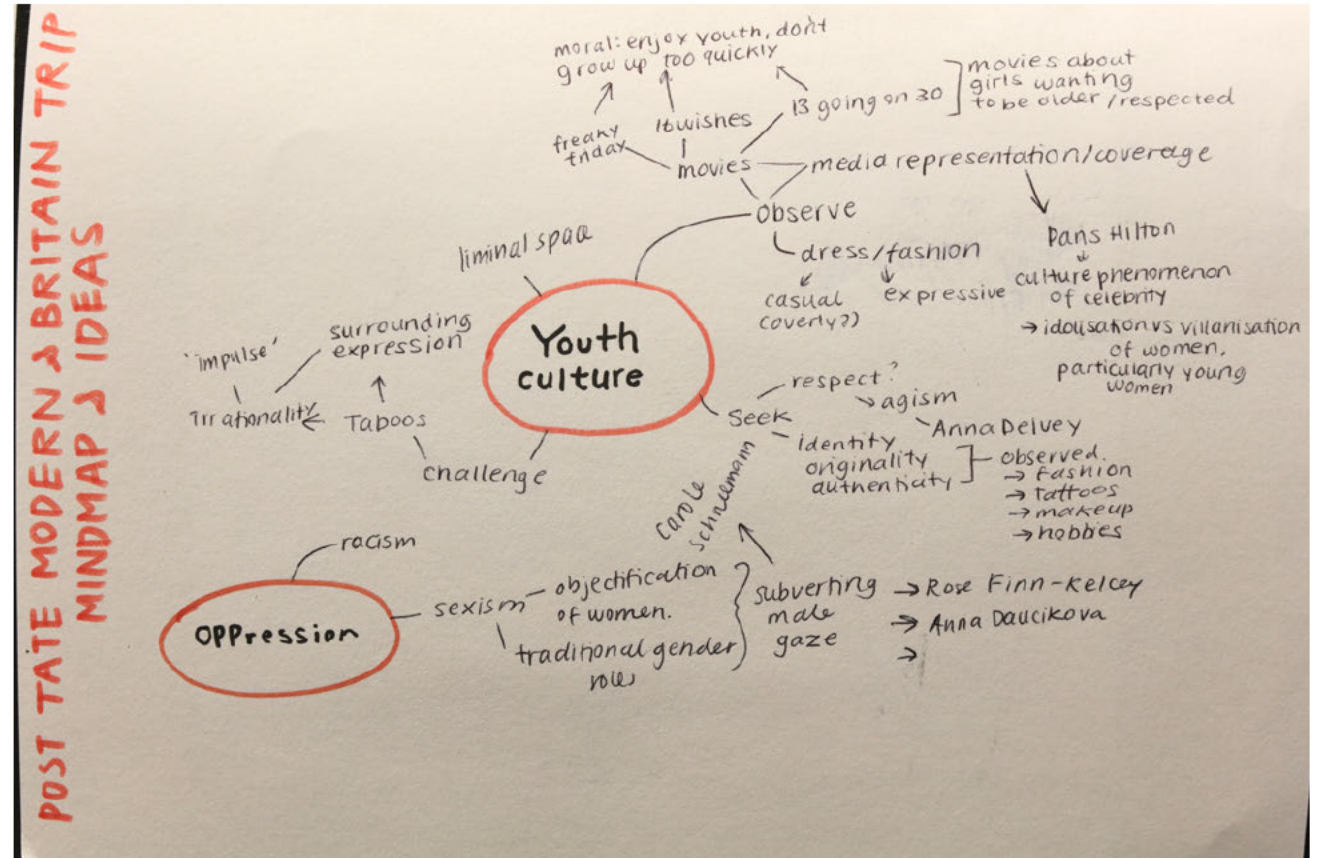 POST TATE MODERN & BRITAIN TRIP
MINDMAP & IDEAS
moral: enjoy youth, don't
grow up too quickly
freaky
friday
16 wishes
13 going on 30
movies about
girls wanting
to be older/respected
movies
media representation/coverage
observe
dress/fashion
casual
(overly?)
expressive
Paris Hilton
culture phenomenon
of celebrity
→ idolisation vs villanisation
of women,
particularly young
women
liminal space
Youth
culture
surrounding
expression
'impulse'
irrationality
Taboos
challenge
seek
respect?
agism
Anna Delvey
identity
originality
authenticity
observed.
→ fashion
→ tattoos
→ makeup
→ hobbies
carole
schneemann
OPPression
racism
sexism
objectification
of women.
traditional gender
roles
subverting
male
gaze
→ Rose Finn-Kelcey
→ Anna Daucikova
→